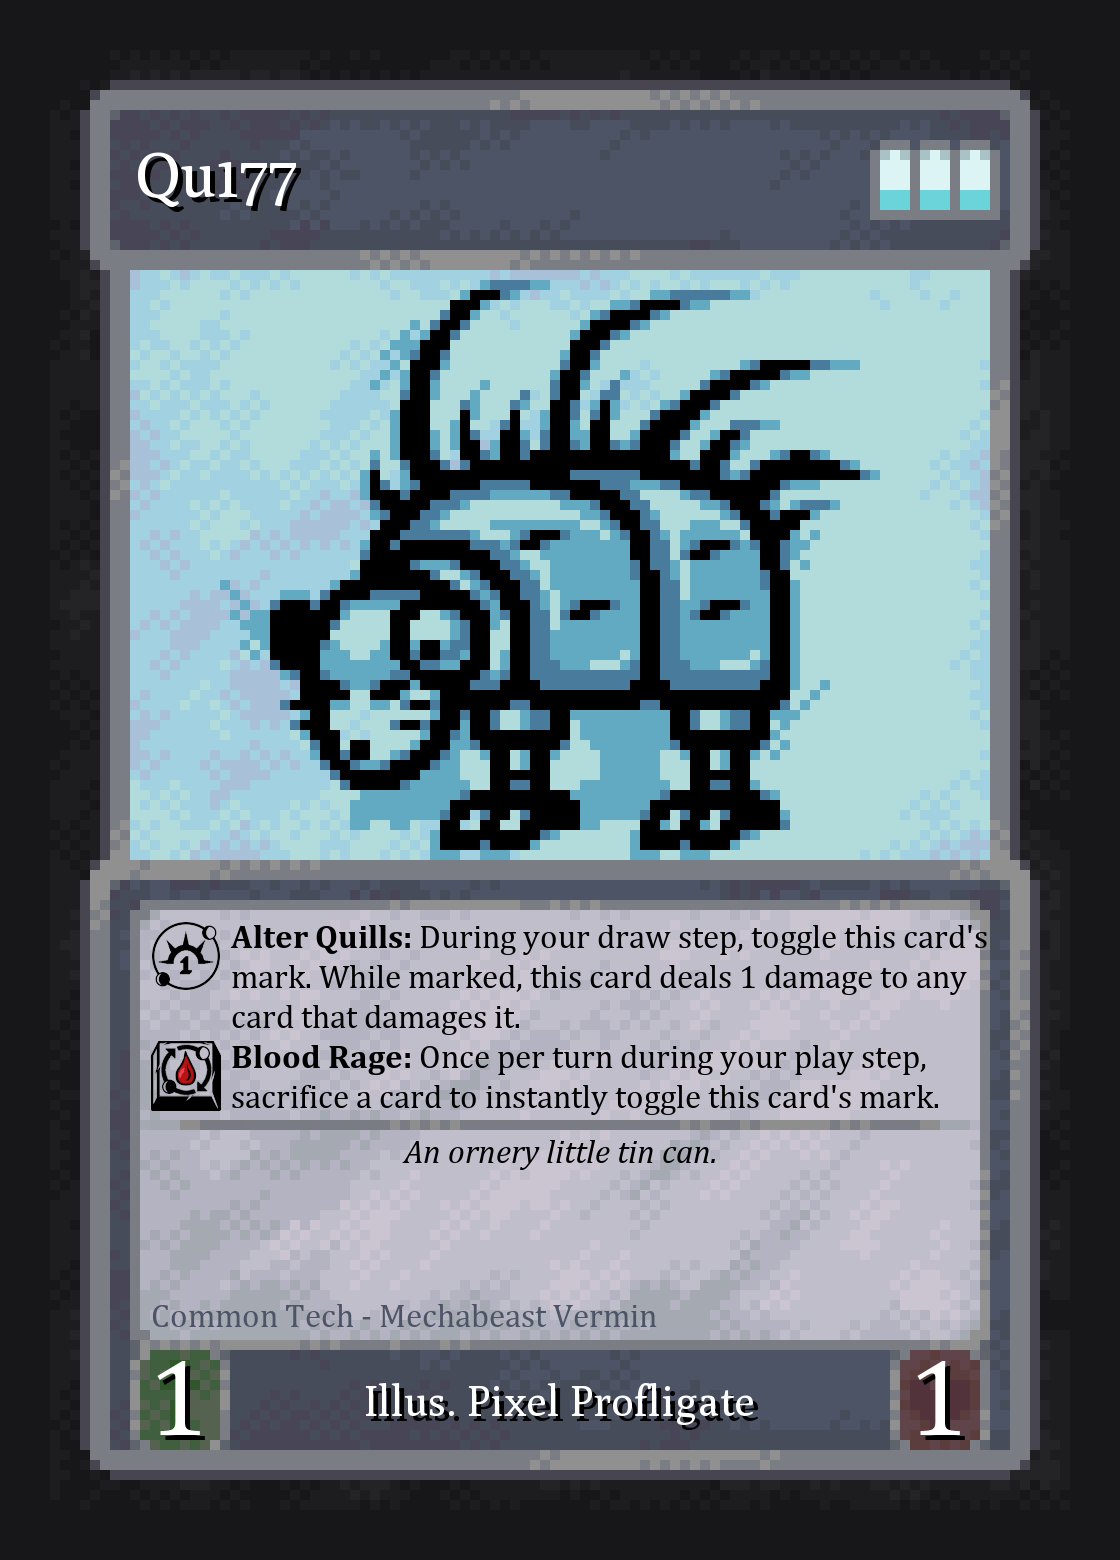 Qu177
1
Alter Quills: During your draw step, toggle this card's
mark. While marked, this card deals 1 damage to any
card that damages it.
Blood Rage: Once per turn during your play step,
sacrifice a card to instantly toggle this card's mark.
An ornery little tin can.
Common Tech - Mechabeast Vermin
1
Illus. Pixel Profligate
1